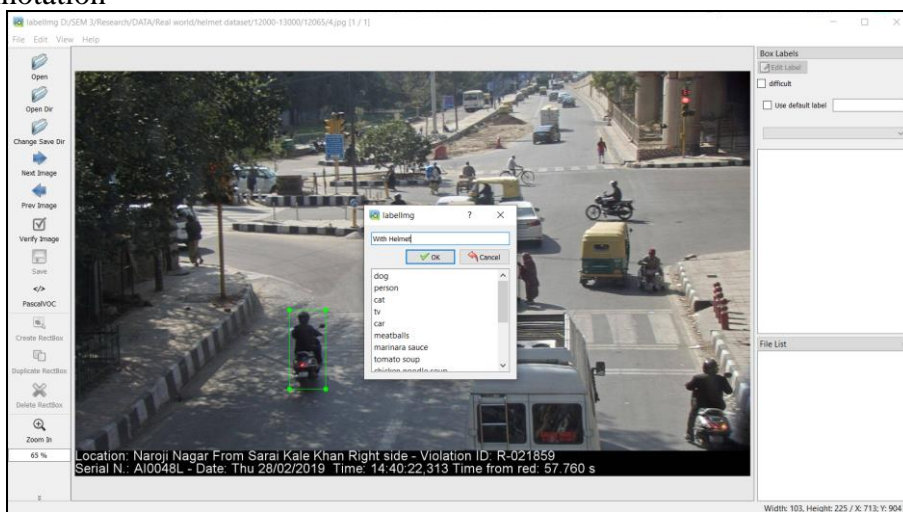 notation
labelImg D:/SEM 3/Research/DATA/Real world/helmet dataset/12000-13000/12065/4.jpg [1 / 1]
File Edit View Help
Open
Open Dir
Change Save Dir
Next Image
Prev Image
Verify Image
Save
</>
PascalVOC
Create RectBox
Duplicate RectBox
Delete RectBox
Zoom In
65 %
labelImg ? X
With Helmet
OK Cancel
dog
person
cat
tv
car
meatballs
marinara sauce
tomato soup
chicken noodle soup
Location: Naroji Nagar From Sarai Kale Khan Right side - Violation ID: R-021859
Serial N.: AI0048L - Date: Thu 28/02/2019 Time: 14:40:22,313 Time from red: 57.760 s
Box Labels
Edit Label
difficult
Use default label
File List
Width: 103, Height: 225 / X: 713; Y: 904